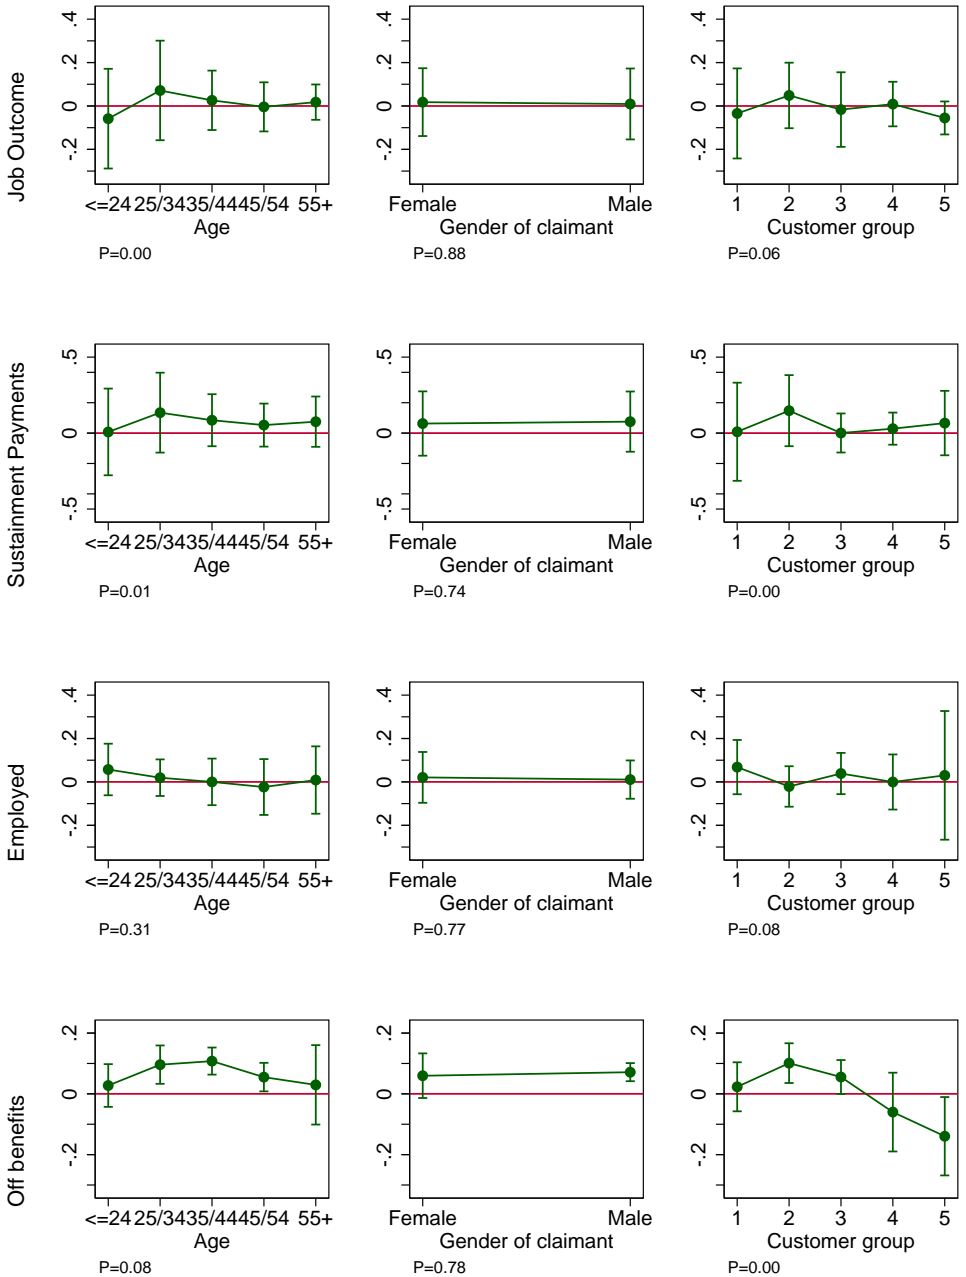 Job Outcome
.4
.2
0
-.2
<=24 25/34 35/44 45/54 55+
Age
P=0.00
.4
.2
0
-.2
Female Male
Gender of claimant
P=0.88
.4
.2
0
-.2
1 2 3 4 5
Customer group
P=0.06
Sustainment Payments
.5
0
-.5
<=24 25/34 35/44 45/54 55+
Age
P=0.01
.5
0
-.5
Female Male
Gender of claimant
P=0.74
.5
0
-.5
1 2 3 4 5
Customer group
P=0.00
Employed
.4
.2
0
-.2
<=24 25/34 35/44 45/54 55+
Age
P=0.31
.4
.2
0
-.2
Female Male
Gender of claimant
P=0.77
.4
.2
0
-.2
1 2 3 4 5
Customer group
P=0.08
Off benefits
.2
0
-.2
<=24 25/34 35/44 45/54 55+
Age
P=0.08
.2
0
-.2
Female Male
Gender of claimant
P=0.78
.2
0
-.2
1 2 3 4 5
Customer group
P=0.00